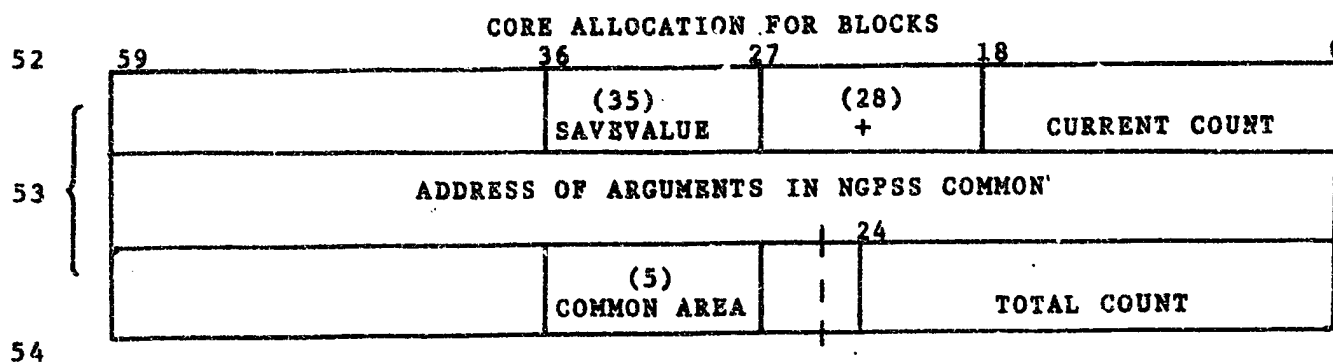 CORE ALLOCATION FOR BLOCKS
52 59 36 27 18
(35) (28)
SAVEVALUE + CURRENT COUNT
53 ADDRESS OF ARGUMENTS IN NGPSS COMMON
24
(5)
COMMON AREA TOTAL COUNT
54